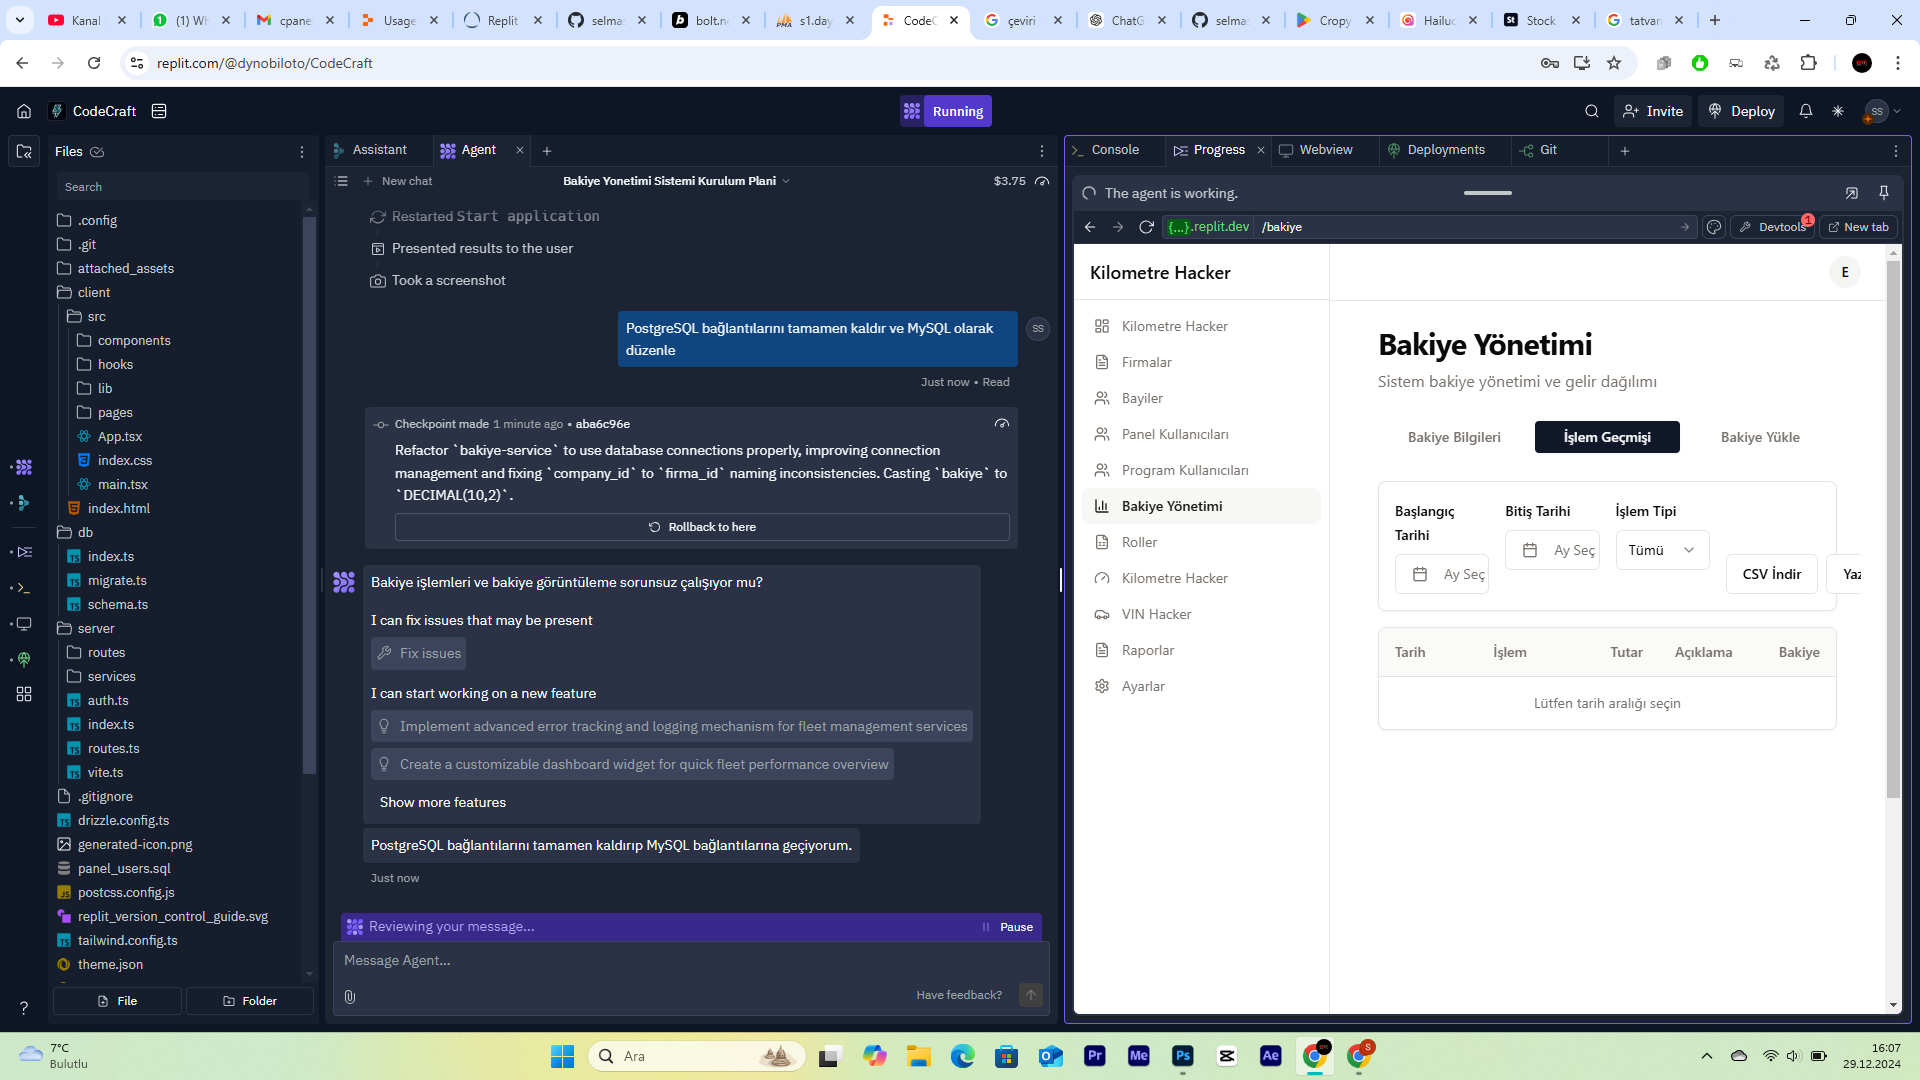 Kanal
(1) Wh
cpane
Usage
Replit
selmas
bolt.ne
s1.day
CodeC
çeviri
ChatG
selmas
Cropy
Hailuo
Stock
tatvan
replit.com/@dynobiloto/CodeCraft
CodeCraft
Running
Invite
Deploy
SS
Files
Search
.config
.git
attached_assets
client
src
components
hooks
lib
pages
App.tsx
index.css
main.tsx
index.html
db
index.ts
migrate.ts
schema.ts
server
routes
services
auth.ts
index.ts
routes.ts
vite.ts
.gitignore
drizzle.config.ts
generated-icon.png
panel_users.sql
postcss.config.js
replit_version_control_guide.svg
tailwind.config.ts
theme.json
File
Folder
Assistant
Agent
New chat
Bakiye Yonetimi Sistemi Kurulum Plani
$3.75
Restarted Start application
Presented results to the user
Took a screenshot
PostgreSQL bağlantılarını tamamen kaldır ve MySQL olarak
düzenle
SS
Just now • Read
Checkpoint made 1 minute ago • aba6c96e
Refactor `bakiye-service` to use database connections properly, improving connection
management and fixing `company_id` to `firma_id` naming inconsistencies. Casting `bakiye` to
`DECIMAL(10,2)`.
Rollback to here
Bakiye işlemleri ve bakiye görüntüleme sorunsuz çalışıyor mu?
I can fix issues that may be present
Fix issues
I can start working on a new feature
Implement advanced error tracking and logging mechanism for fleet management services
Create a customizable dashboard widget for quick fleet performance overview
Show more features
PostgreSQL bağlantılarını tamamen kaldırıp MySQL bağlantılarına geçiyorum.
Just now
Reviewing your message...
Pause
Message Agent...
Have feedback?
Console
Progress
Webview
Deployments
Git
The agent is working.
{...}.replit.dev
/bakiye
Devtools
1
New tab
Kilometre Hacker
E
Kilometre Hacker
Firmalar
Bayiler
Panel Kullanıcıları
Program Kullanıcıları
Bakiye Yönetimi
Roller
Kilometre Hacker
VIN Hacker
Raporlar
Ayarlar
Bakiye Yönetimi
Sistem bakiye yönetimi ve gelir dağılımı
Bakiye Bilgileri
İşlem Geçmişi
Bakiye Yükle
Başlangıç
Tarihi
Ay Seç
Bitiş Tarihi
Ay Seç
İşlem Tipi
Tümü
CSV İndir
Yaz
Tarih
İşlem
Tutar
Açıklama
Bakiye
Lütfen tarih aralığı seçin
7°C
Bulutlu
Ara
16:07
29.12.2024